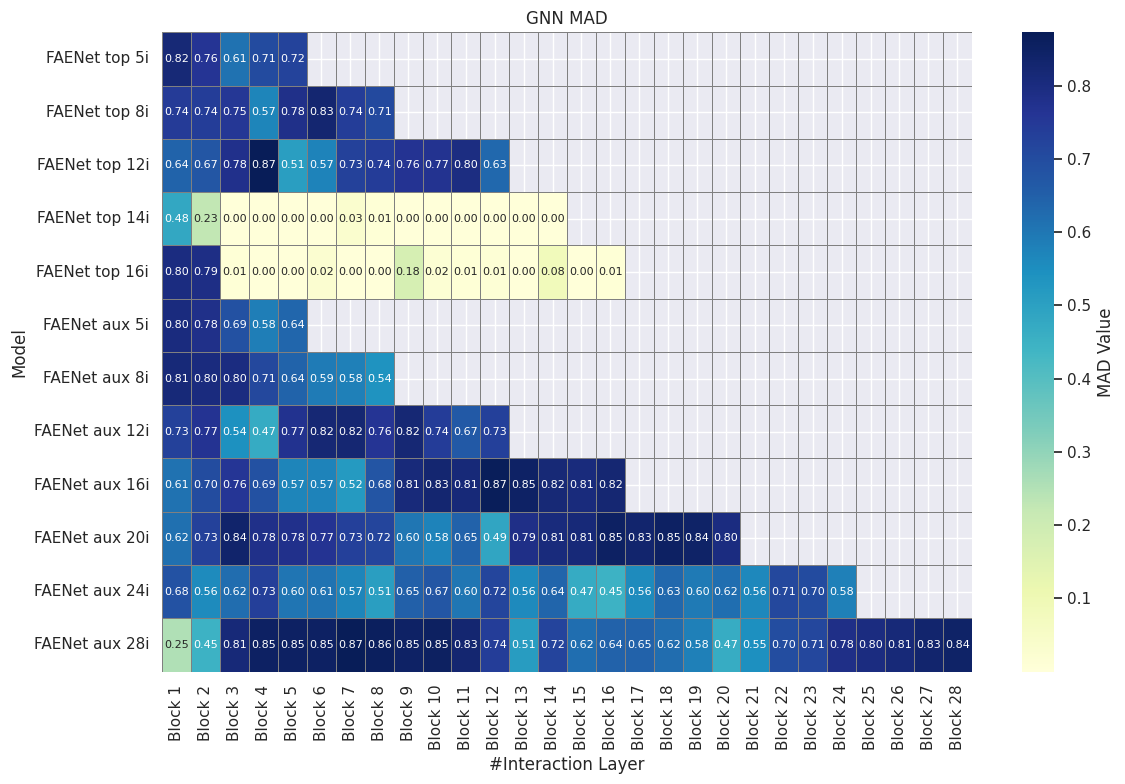 GNN MAD
FAENet top 5i 0.82 0.76 0.61 0.71 0.72
FAENet top 8i 0.74 0.74 0.75 0.57 0.78 0.83 0.74 0.71
FAENet top 12i 0.64 0.67 0.78 0.87 0.51 0.57 0.73 0.74 0.76 0.77 0.80 0.63
FAENet top 14i 0.48 0.23 0.00 0.00 0.00 0.00 0.03 0.01 0.00 0.00 0.00 0.00 0.00 0.00
FAENet top 16i 0.80 0.79 0.01 0.00 0.00 0.02 0.00 0.00 0.18 0.02 0.01 0.01 0.00 0.08 0.00 0.01
FAENet aux 5i 0.80 0.78 0.69 0.58 0.64
FAENet aux 8i 0.81 0.80 0.80 0.71 0.64 0.59 0.58 0.54
FAENet aux 12i 0.73 0.77 0.54 0.47 0.77 0.82 0.82 0.76 0.82 0.74 0.67 0.73
FAENet aux 16i 0.61 0.70 0.76 0.69 0.57 0.57 0.52 0.68 0.81 0.83 0.81 0.87 0.85 0.82 0.81 0.82
FAENet aux 20i 0.62 0.73 0.84 0.78 0.78 0.77 0.73 0.72 0.60 0.58 0.65 0.49 0.79 0.81 0.81 0.85 0.83 0.85 0.84 0.80
FAENet aux 24i 0.68 0.56 0.62 0.73 0.60 0.61 0.57 0.51 0.65 0.67 0.60 0.72 0.56 0.64 0.47 0.45 0.56 0.63 0.60 0.62 0.56 0.71 0.70 0.58
FAENet aux 28i 0.25 0.45 0.81 0.85 0.85 0.85 0.87 0.86 0.85 0.85 0.83 0.74 0.51 0.72 0.62 0.64 0.65 0.62 0.58 0.47 0.55 0.70 0.71 0.78 0.80 0.81 0.83 0.84
Model
Block 1
Block 2
Block 3
Block 4
Block 5
Block 6
Block 7
Block 8
Block 9
Block 10
Block 11
Block 12
Block 13
Block 14
Block 15
Block 16
Block 17
Block 18
Block 19
Block 20
Block 21
Block 22
Block 23
Block 24
Block 25
Block 26
Block 27
Block 28
#Interaction Layer
0.8
0.7
0.6
0.5
0.4
0.3
0.2
0.1
MAD Value